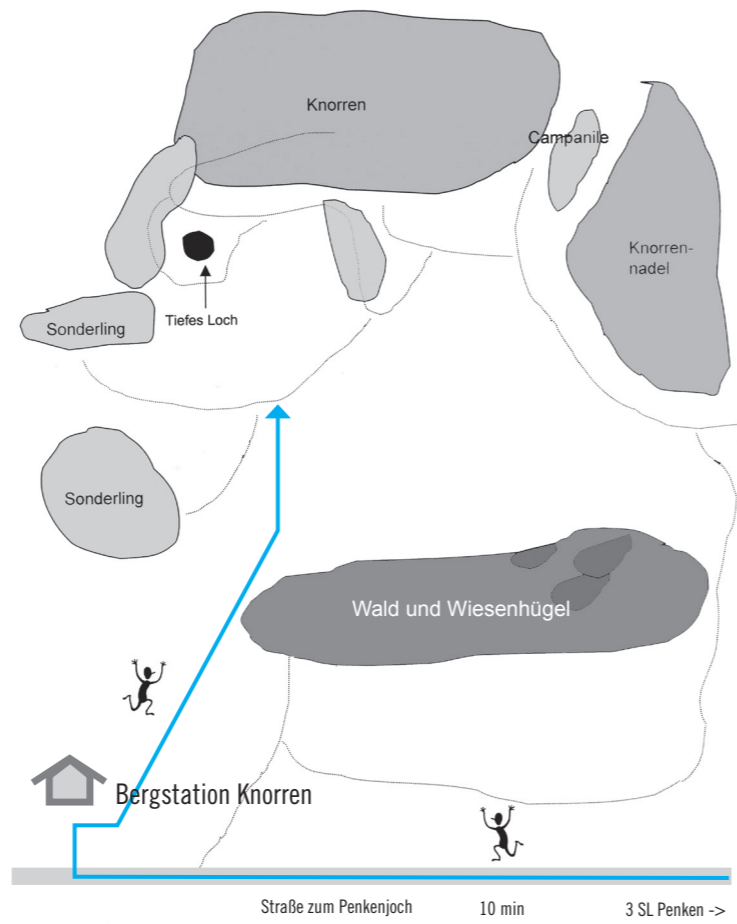 Knorren
Campanile
Knorren-
nadel
Tiefes Loch
Sonderling
Sonderling
Wald und Wiesenhügel
Bergstation Knorren
Straße zum Penkenjoch 10 min 3 SL Penken ->